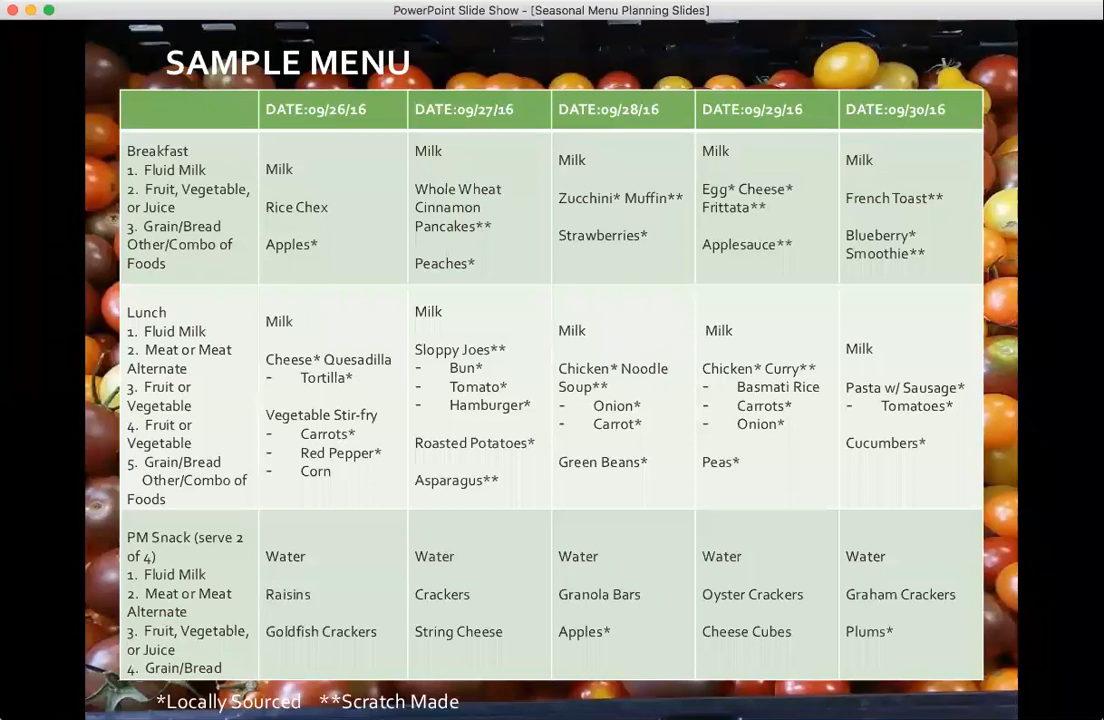 PowerPoint Slide Show - [Seasonal Menu Planning Slides]
SAMPLE MENU
DATE:09/26/16
DATE:09/27/16
DATE:09/28/16
DATE:09/29/16
DATE:09/30/16
Breakfast
1. Fluid Milk
2. Fruit, Vegetable,
or Juice
3. Grain/Bread
Other/Combo of
Foods
Milk
Rice Chex
Apples*
Milk
Whole Wheat
Cinnamon
Pancakes**
Peaches*
Milk
Zucchini* Muffin**
Strawberries*
Milk
Egg* Cheese*
Frittata**
Applesauce**
Milk
French Toast**
Blueberry*
Smoothie**
Lunch
1. Fluid Milk
2. Meat or Meat
Alternate
3. Fruit or
Vegetable
4. Fruit or
Vegetable
5. Grain/Bread
Other/Combo of
Foods
Milk
Cheese* Quesadilla
- Tortilla*
Vegetable Stir-fry
- Carrots*
- Red Pepper*
- Corn
Milk
Sloppy Joes**
- Bun*
- Tomato*
- Hamburger*
Roasted Potatoes*
Asparagus**
Milk
Chicken* Noodle
Soup**
- Onion*
- Carrot*
Green Beans*
Milk
Chicken* Curry**
- Basmati Rice
- Carrots*
- Onion*
Peas*
Milk
Pasta w/ Sausage*
- Tomatoes*
Cucumbers*
PM Snack (serve 2
of 4)
1. Fluid Milk
2. Meat or Meat
Alternate
3. Fruit, Vegetable,
or Juice
4. Grain/Bread
Water
Raisins
Goldfish Crackers
Water
Crackers
String Cheese
Water
Granola Bars
Apples*
Water
Oyster Crackers
Cheese Cubes
Water
Graham Crackers
Plums*
*Locally Sourced **Scratch Made